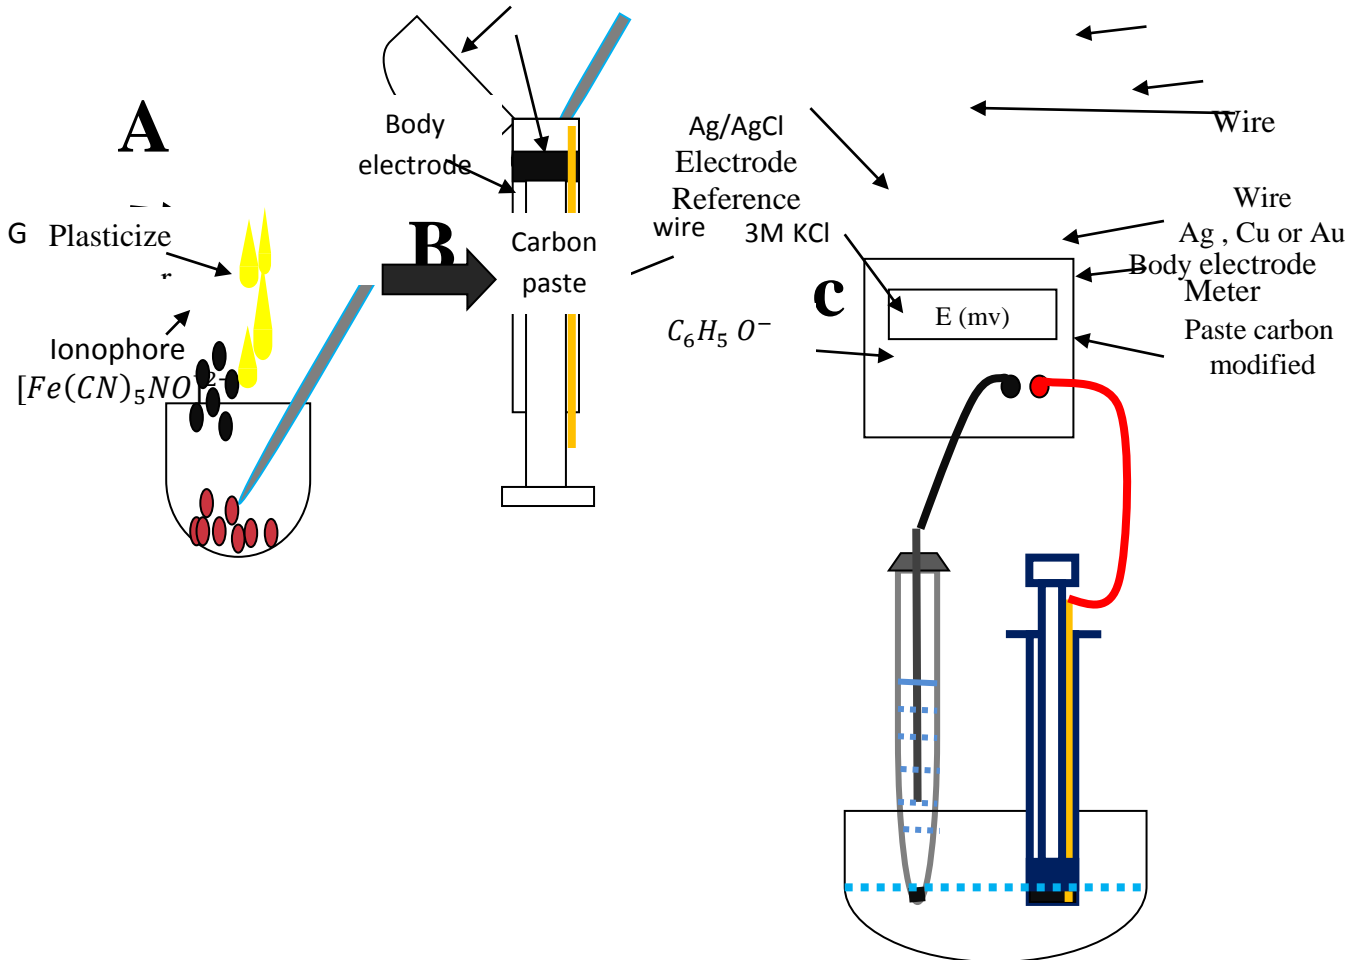 A
Body
electrode
Ag/AgCl
Electrode
Reference
Wire
G
Plasticize
B
Carbon
paste
wire
3M KCl
Wire
Ag , Cu or Au
Body electrode
Meter
c
E (mv)
C₆H₅ O⁻
Paste carbon
modified
Ionophore
[Fe(CN)₅NO